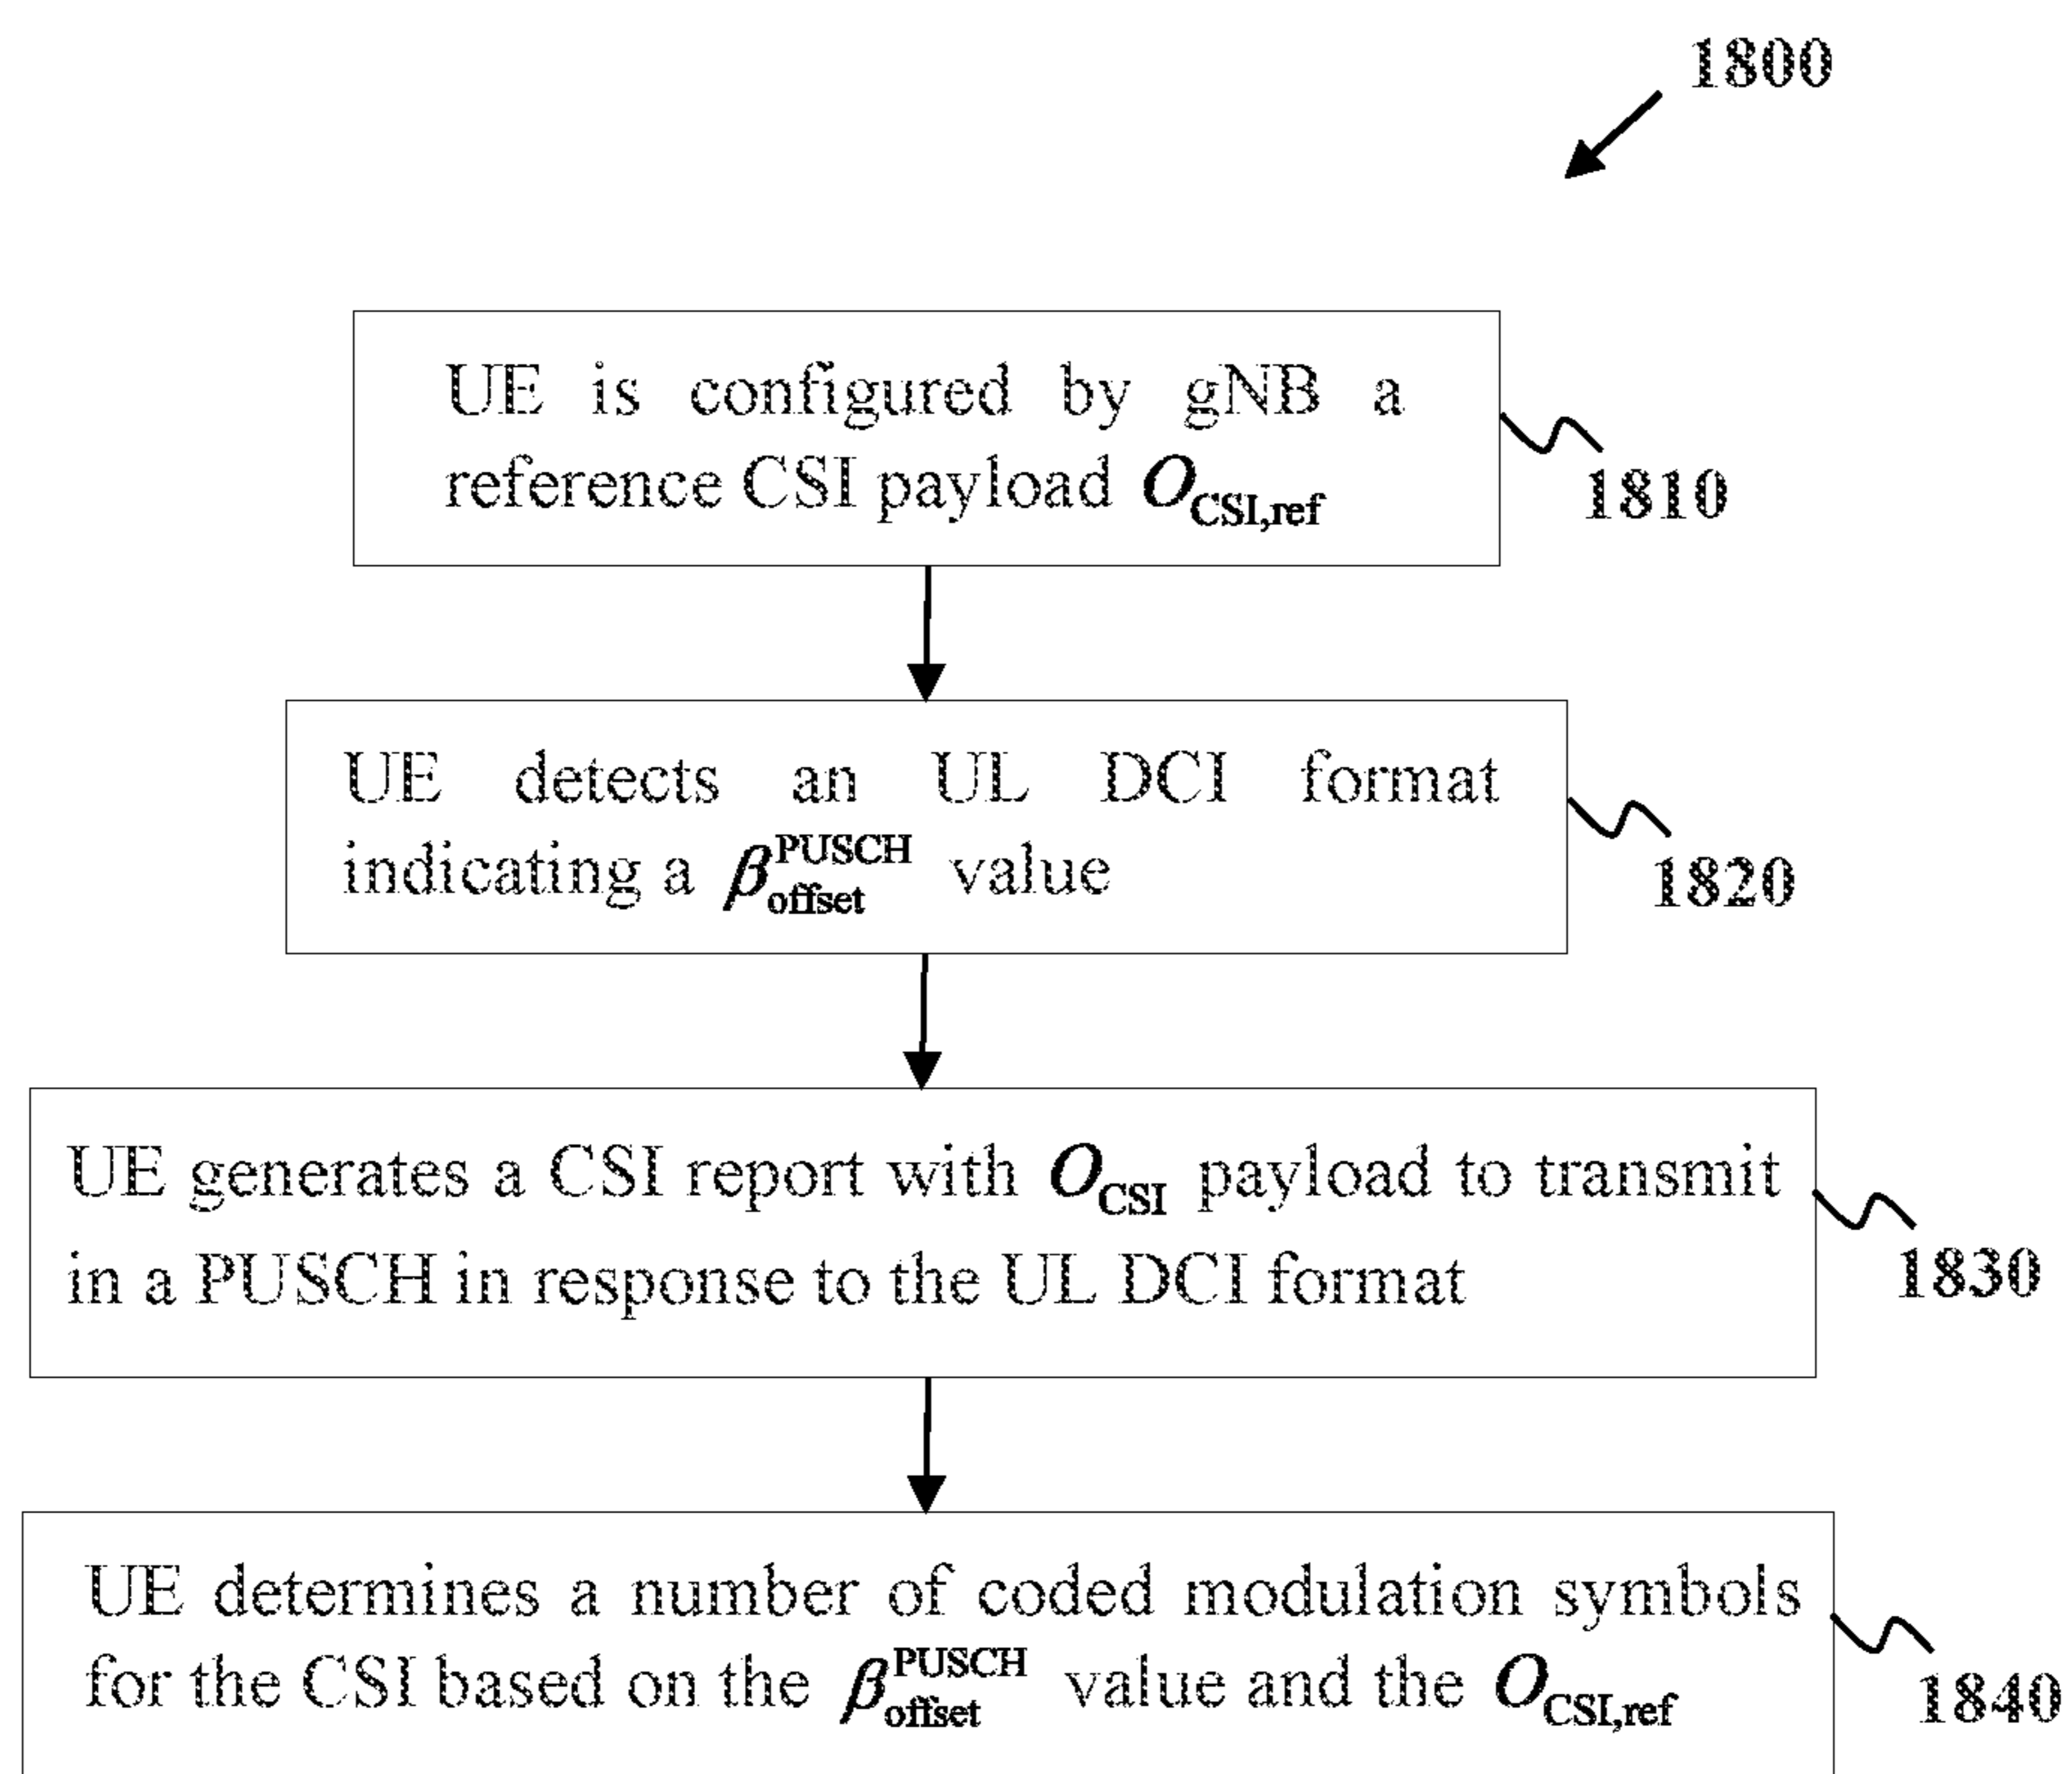 1800
UE is configured by gNB a
reference CSI payload O_CSI,ref
1810
UE detects an UL DCI format
indicating a β_offset^PUSCH value
1820
UE generates a CSI report with O_CSI payload to transmit
in a PUSCH in response to the UL DCI format
1830
UE determines a number of coded modulation symbols
for the CSI based on the β_offset^PUSCH value and the O_CSI,ref
1840